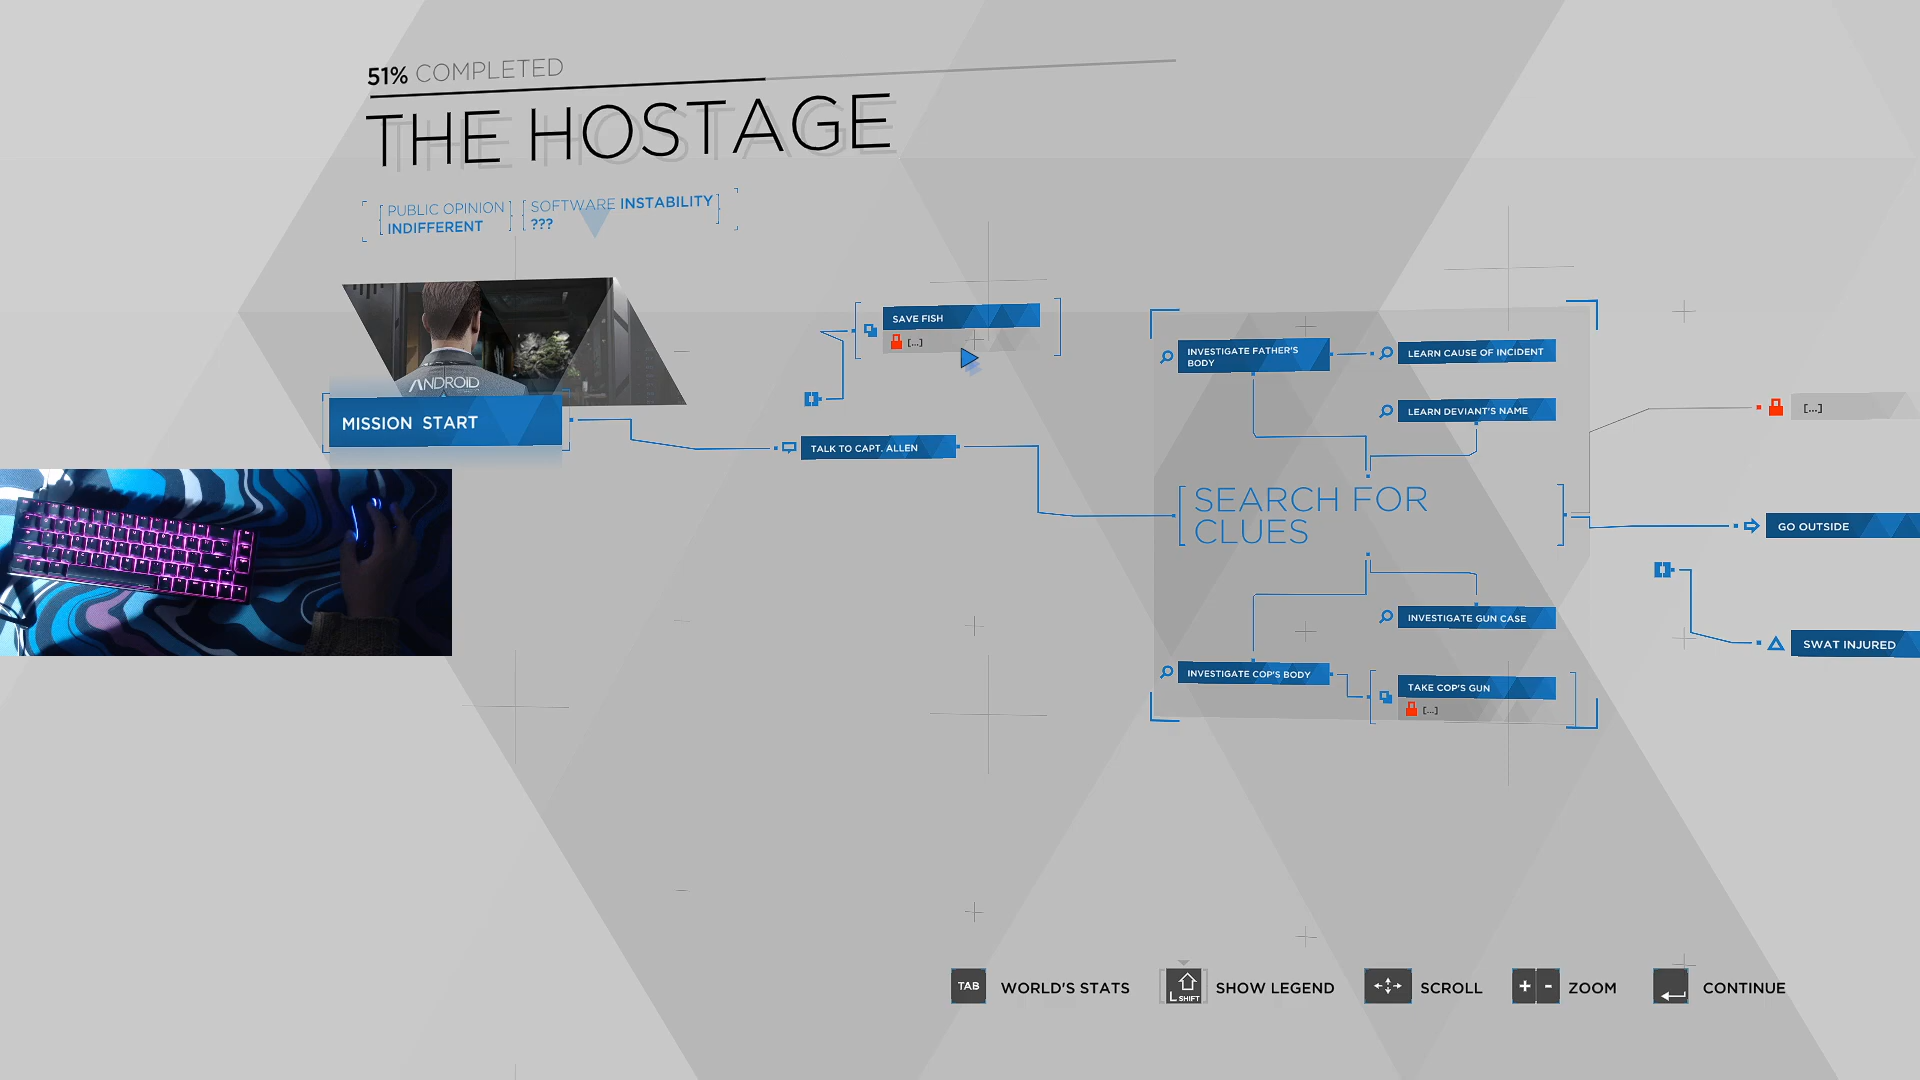 51% COMPLETED
THE HOSTAGE
PUBLIC OPINION
INDIFFERENT
SOFTWARE INSTABILITY
???
ANDROID
MISSION START
SAVE FISH
[...]
TALK TO CAPT. ALLEN
INVESTIGATE FATHER'S
BODY
LEARN CAUSE OF INCIDENT
LEARN DEVIANT'S NAME
SEARCH FOR
CLUES
INVESTIGATE GUN CASE
INVESTIGATE COP'S BODY
TAKE COP'S GUN
[...]
[...]
GO OUTSIDE
SWAT INJURED
TAB WORLD'S STATS
L SHIFT SHOW LEGEND
SCROLL
+ - ZOOM
CONTINUE